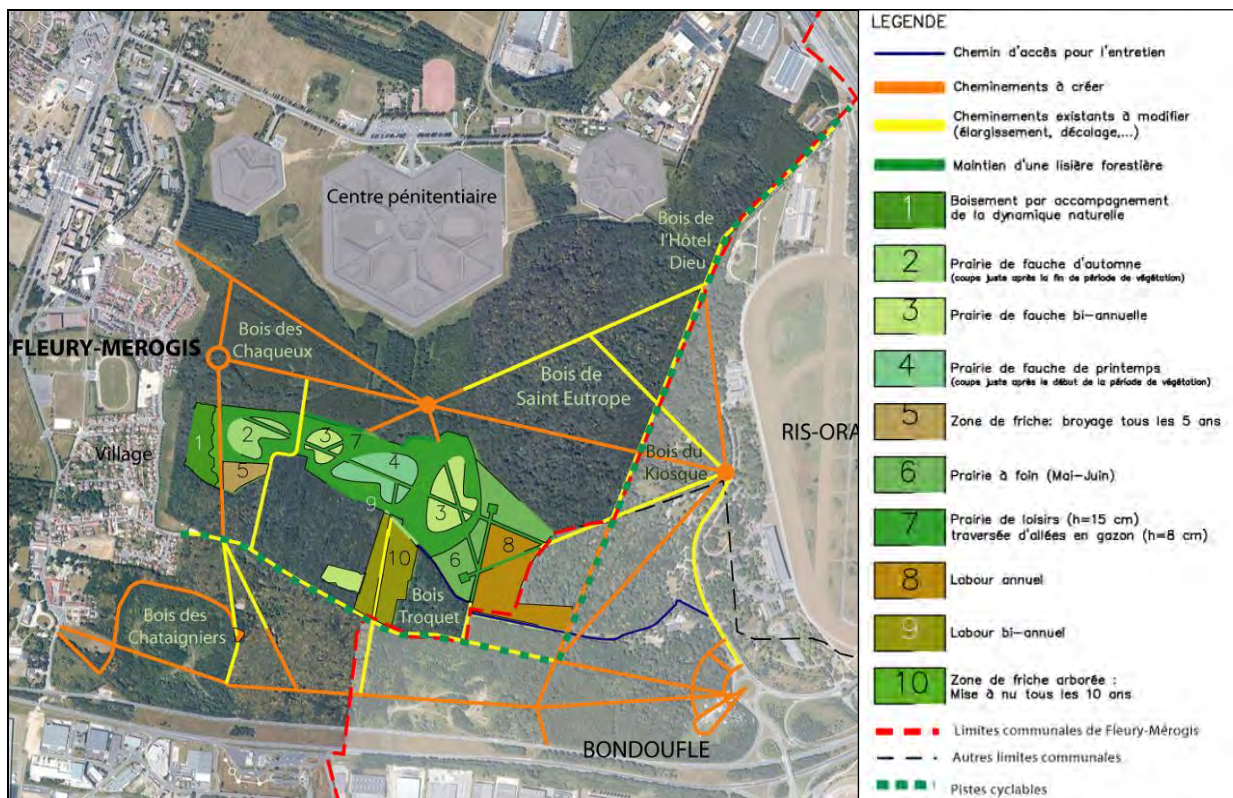 Centre pénitentiaire
Bois de
l'Hôtel
Dieu
Bois des
Chaqueux
FLEURY-MEROGIS
Bois de
Saint Eutrope
RIS-ORA
Bois du
Kiosque
Village
1
2
3
7
4
5
3
9
10
6
8
Bois
Troquet
Bois des
Chataigniers
BONDOUFLE
LEGENDE
Chemin d'accès pour l'entretien
Cheminements à créer
Cheminements existants à modifier
(élargissement, décolage,...)
Maintien d'une lisière forestière
1 Boisement par accompagnement
de la dynamique naturelle
2 Prairie de fauche d'automne
(coupe juste après la fin de période de végétation)
3 Prairie de fauche bi-annuelle
4 Prairie de fauche de printemps
(coupe juste après le début de la période de végétation)
5 Zone de friche: broyage tous les 5 ans
6 Prairie à foin (Mai-Juin)
7 Prairie de loisirs (h=15 cm)
traversée d'allées en gazon (h=8 cm)
8 Labour annuel
9 Labour bi-annuel
10 Zone de friche arborée :
Mise à nu tous les 10 ans
Limites communales de Fleury-Mérogis
Autres limites communales
Pistes cyclables